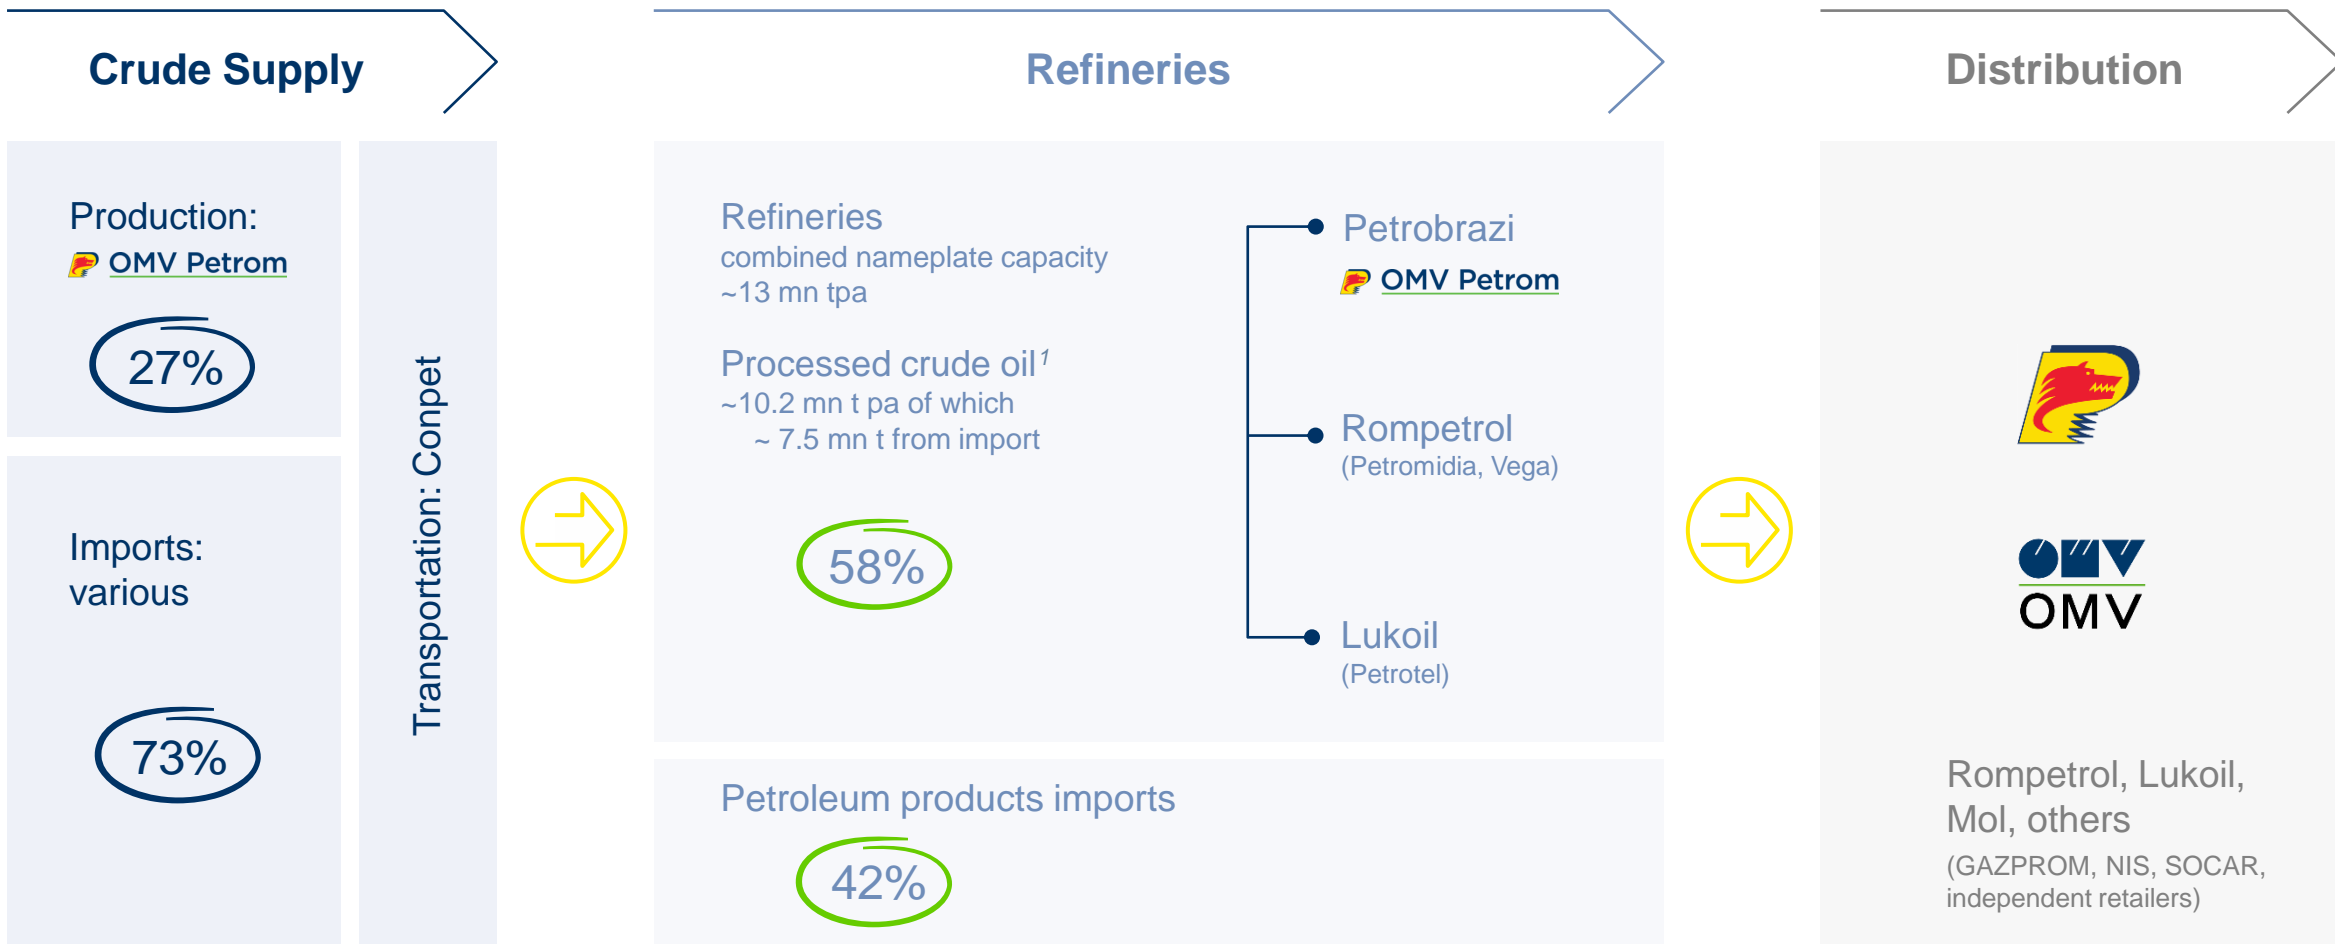 Crude Supply
Refineries
Distribution
Production:
OMV Petrom
27%
Imports:
various
73%
Transportation: Conpet
Refineries
combined nameplate capacity
~13 mn tpa
Processed crude oil1
~10.2 mn t pa of which
~ 7.5 mn t from import
58%
Petrobrazi
OMV Petrom
Rompetrol
(Petromidia, Vega)
Lukoil
(Petrotel)
Petroleum products imports
42%
OMV
OMV
Rompetrol, Lukoil,
Mol, others
(GAZPROM, NIS, SOCAR,
independent retailers)